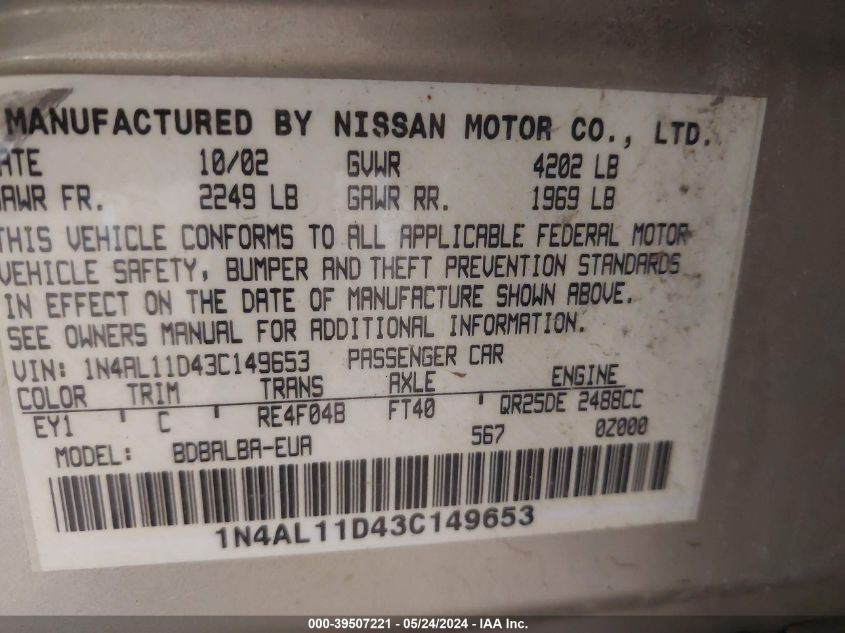 MANUFACTURED BY NISSAN MOTOR CO., LTD.
ATE 10/02 GVWR 4202 LB
AWR FR. 2249 LB GAWR RR. 1969 LB
THIS VEHICLE CONFORMS TO ALL APPLICABLE FEDERAL MOTOR
VEHICLE SAFETY, BUMPER AND THEFT PREVENTION STANDARDS
IN EFFECT ON THE DATE OF MANUFACTURE SHOWN ABOVE.
SEE OWNERS MANUAL FOR ADDITIONAL INFORMATION.
VIN: 1N4AL11D43C149653 PASSENGER CAR
COLOR TRIM TRANS AXLE ENGINE
EY1 ' C ' RE4F04B FT40 ' QR25DE 2488CC
567 0Z000
MODEL: BDBALBA-EUA
1N4AL11D43C149653
000-39507221 - 05/24/2024 - IAA Inc.